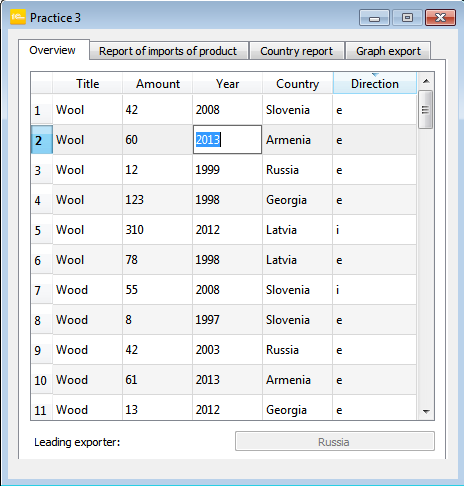 Practice 3
Overview Report of imports of product Country report Graph export
Title Amount Year Country Direction
1 Wool 42 2008 Slovenia e
2 Wool 60 2013 Armenia e
3 Wool 12 1999 Russia e
4 Wool 123 1998 Georgia e
5 Wool 310 2012 Latvia i
6 Wool 78 1998 Latvia e
7 Wood 55 2008 Slovenia i
8 Wood 8 1997 Slovenia e
9 Wood 42 2003 Russia e
10 Wood 61 2013 Armenia e
11 Wood 13 2012 Georgia e
Leading exporter: Russia